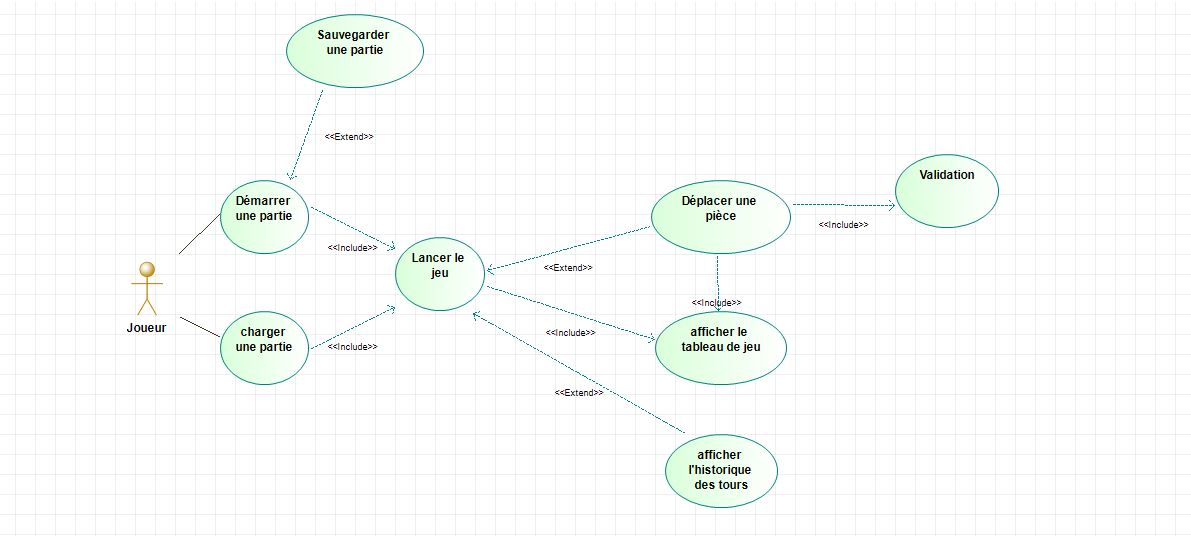 Sauvegarder
une partie
<<Extend>>
Démarrer
une partie
<<Include>>
Joueur
charger
une partie
<<Include>>
Lancer le
jeu
<<Extend>>
<<Include>>
<<Extend>>
Déplacer une
pièce
<<Include>>
Validation
<<Include>>
afficher le
tableau de jeu
afficher
l'historique
des tours